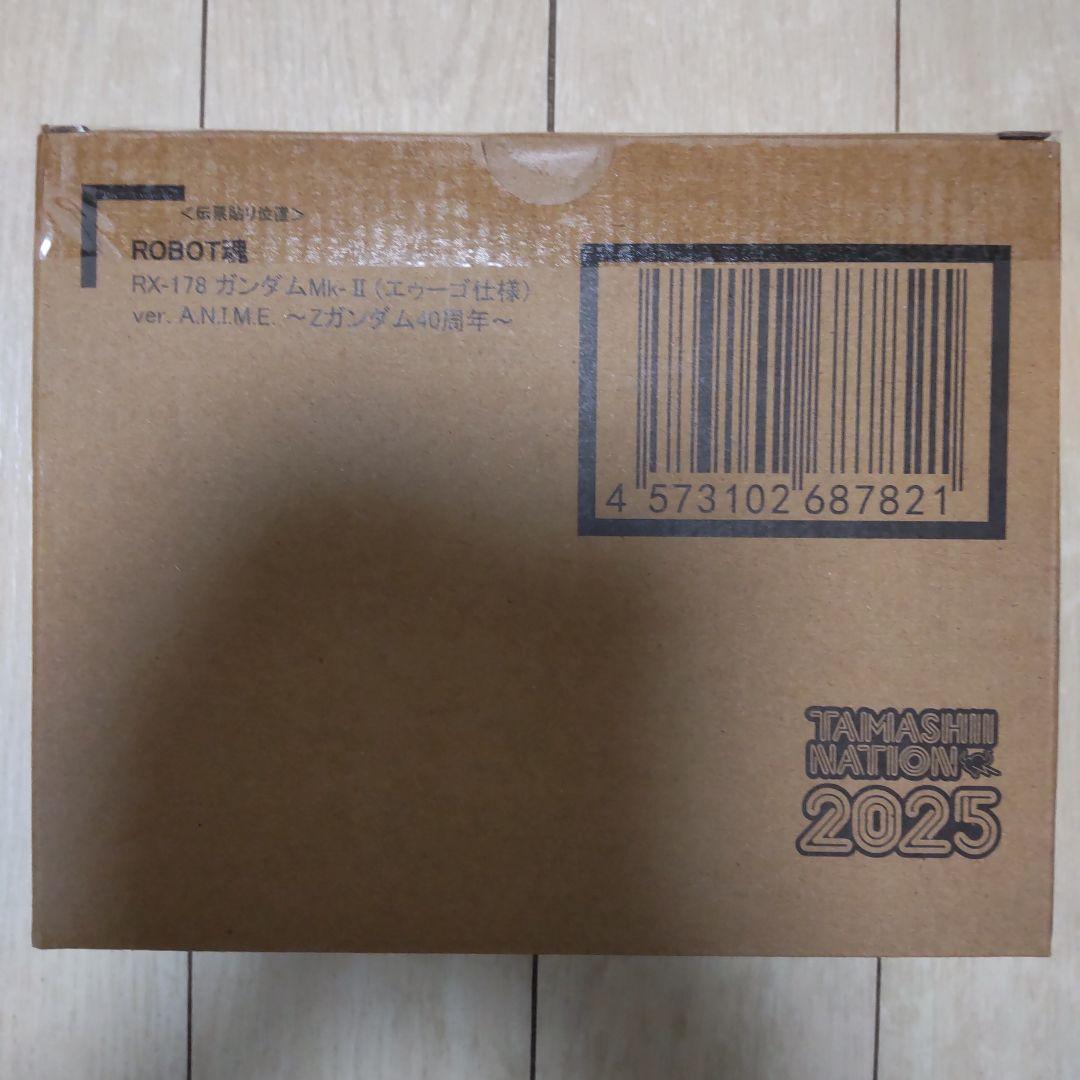 <伝票貼り位置>
ROBOT魂
RX-178 ガンダムMk-Ⅱ(エゥーゴ仕様)
ver. A.N.I.M.E. ～Zガンダム40周年～
4 573102 687821
TAMASHII
NATION
2025